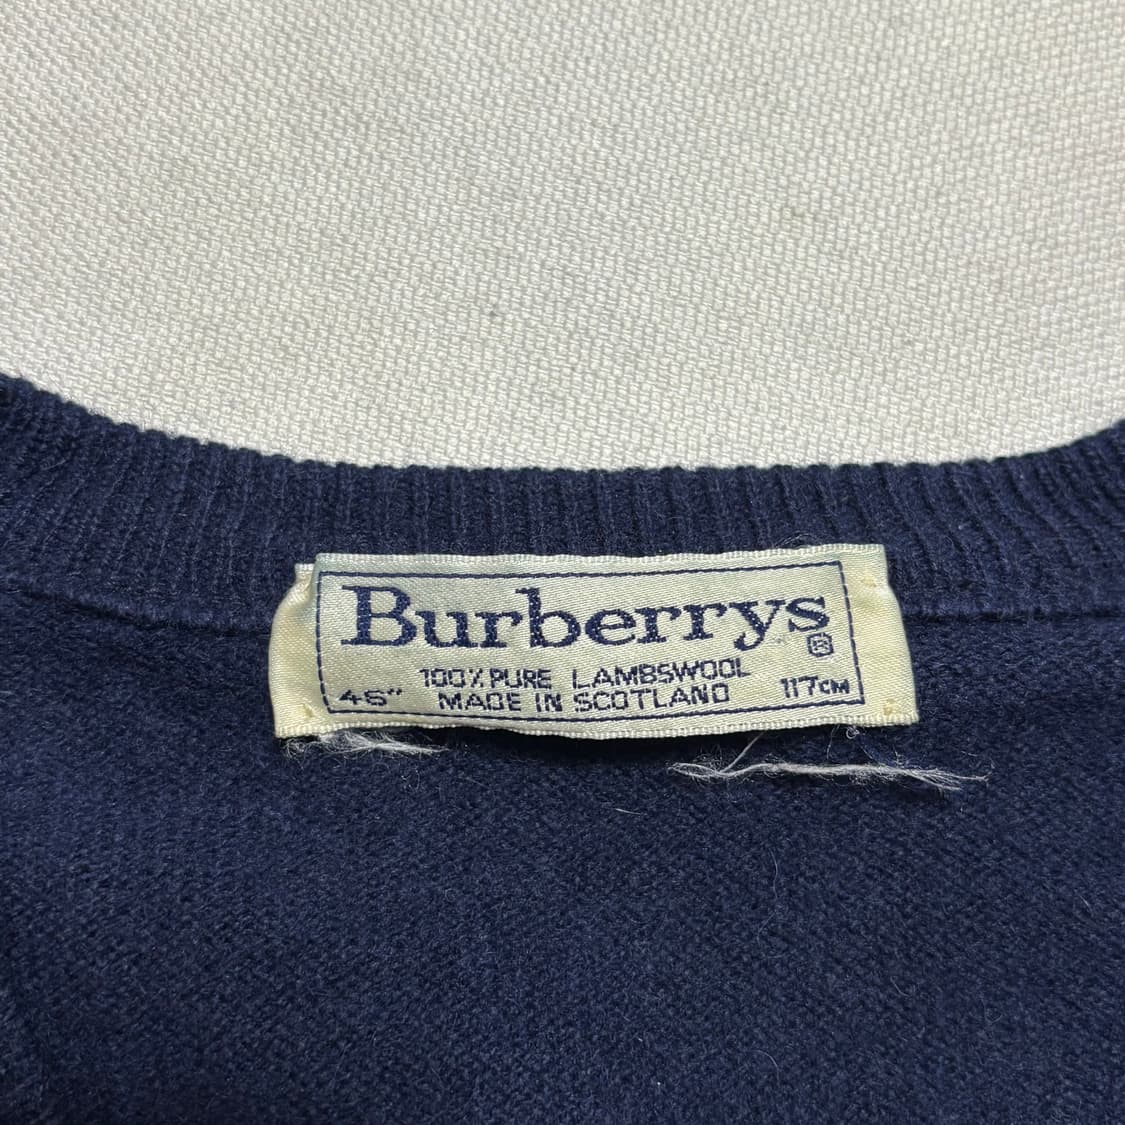 Burberrys ®
100% PURE LAMBSWOOL
46" MADE IN SCOTLAND 117CM